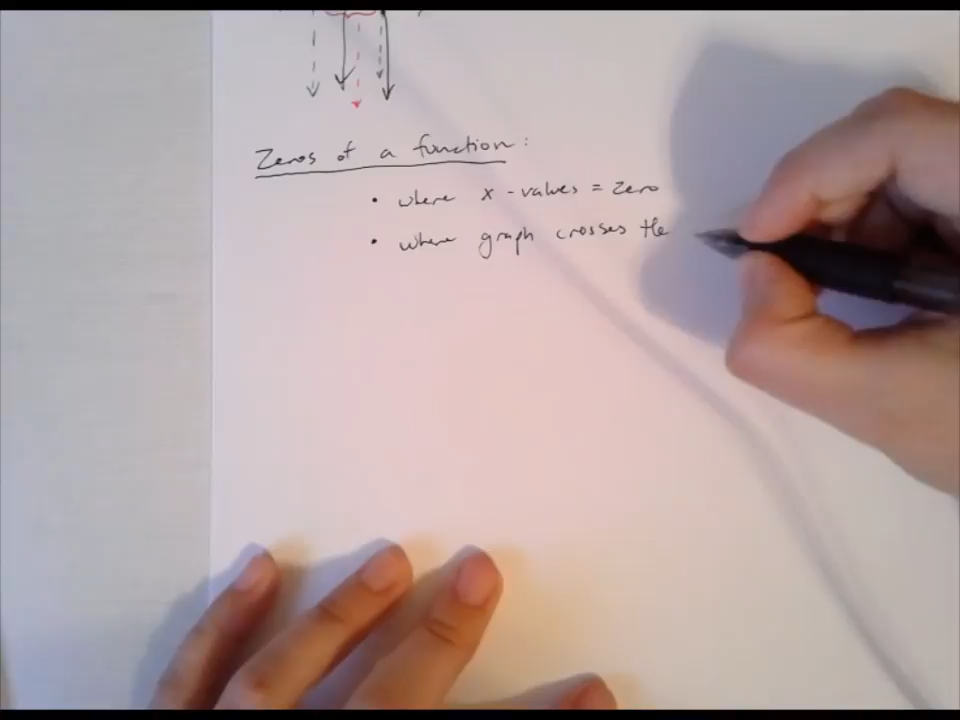 Zeros of a function:
• where x-values = zero
• where graph crosses the